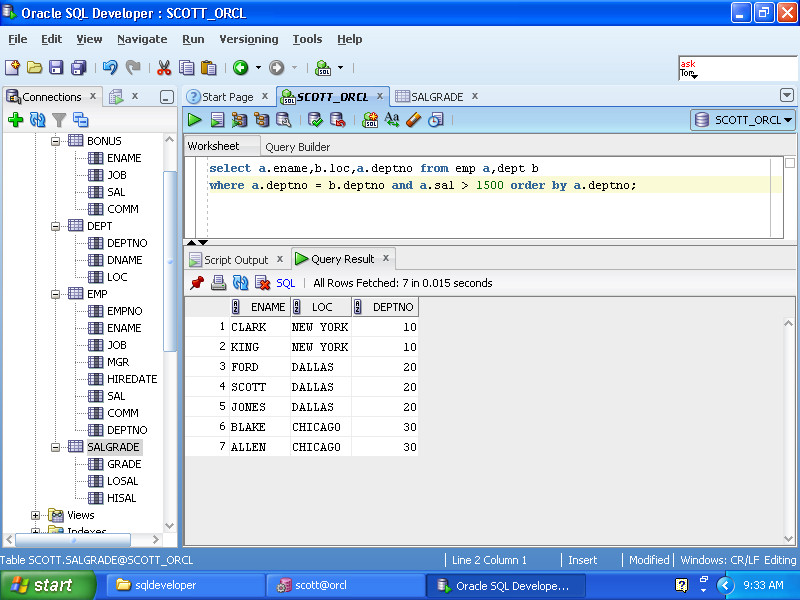 Oracle SQL Developer : SCOTT_ORCL
File Edit View Navigate Run Versioning Tools Help
ask
Tom
Connections x
Start Page x SCOTT_ORCL x SALGRADE x
SCOTT_ORCL
Worksheet Query Builder
select a.ename,b.loc,a.deptno from emp a,dept b
where a.deptno = b.deptno and a.sal > 1500 order by a.deptno;
BONUS
ENAME
JOB
SAL
COMM
DEPT
DEPTNO
DNAME
LOC
EMP
EMPNO
ENAME
JOB
MGR
HIREDATE
SAL
COMM
DEPTNO
SALGRADE
GRADE
LOSAL
HISAL
Views
Indexes
Script Output x Query Result x
SQL | All Rows Fetched: 7 in 0.015 seconds
ENAME LOC DEPTNO
1 CLARK NEW YORK 10
2 KING NEW YORK 10
3 FORD DALLAS 20
4 SCOTT DALLAS 20
5 JONES DALLAS 20
6 BLAKE CHICAGO 30
7 ALLEN CHICAGO 30
Table SCOTT.SALGRADE@SCOTT_ORCL | Line 2 Column 1 | Insert | Modified | Windows: CR/LF Editing
start sqldeveloper scott@orcl Oracle SQL Develope... 9:33 AM